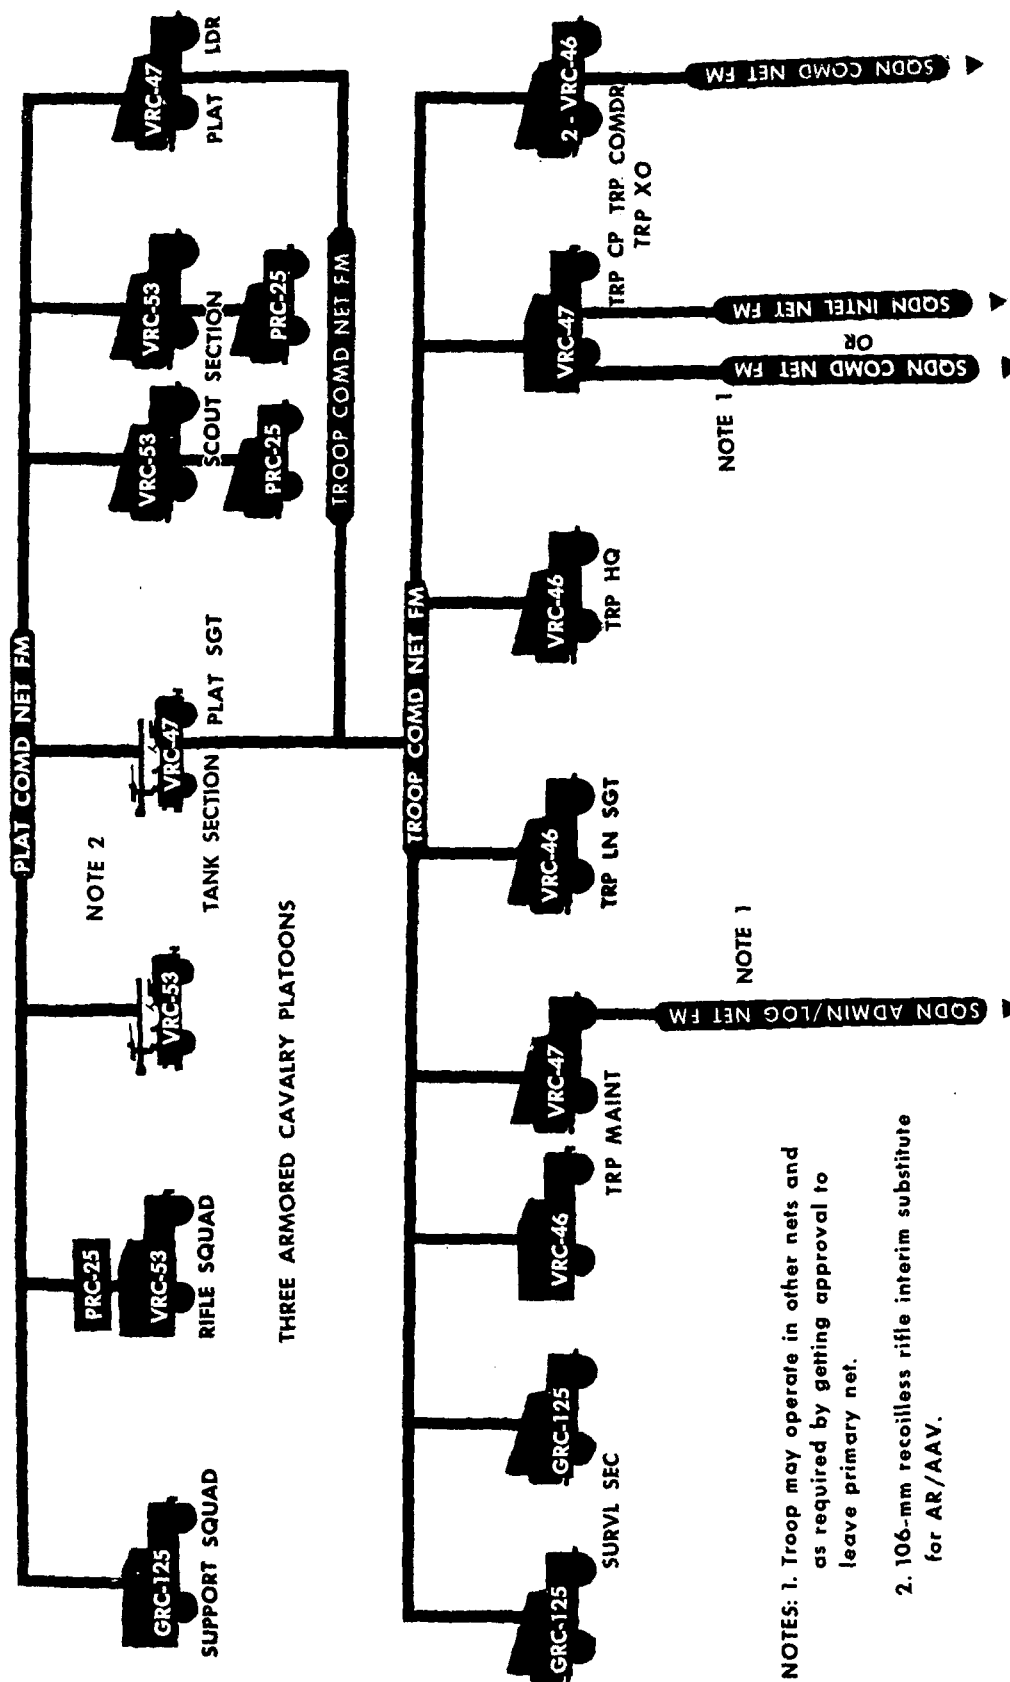 PLAT COMD NET FM
GRC-125
SUPPORT SQUAD
PRC-25
VRC-53
RIFLE SQUAD
VRC-53
NOTE 2
VRC-47
TANK SECTION
PLAT SGT
VRC-53
VRC-53
SCOUT SECTION
PRC-25
PRC-25
VRC-47
PLAT LDR
THREE ARMORED CAVALRY PLATOONS
TROOP COMD NET FM
TROOP COMD NET FM
GRC-125
GRC-125
SURVL SEC
VRC-46
VRC-47
TRP MAINT
VRC-46
TRP LN SGT
VRC-46
TRP HQ
VRC-47
TRP CP
2-VRC-46
TRP COMDR
TRP XO
NOTE 1
SQDN ADMIN/LOG NET FM
NOTE 1
SQDN COMD NET FM
OR
SQDN INTEL NET FM
SQDN COMD NET FM
NOTES: 1. Troop may operate in other nets and
as required by getting approval to
leave primary net.
2. 106-mm recoilless rifle interim substitute
for AR/AAV.